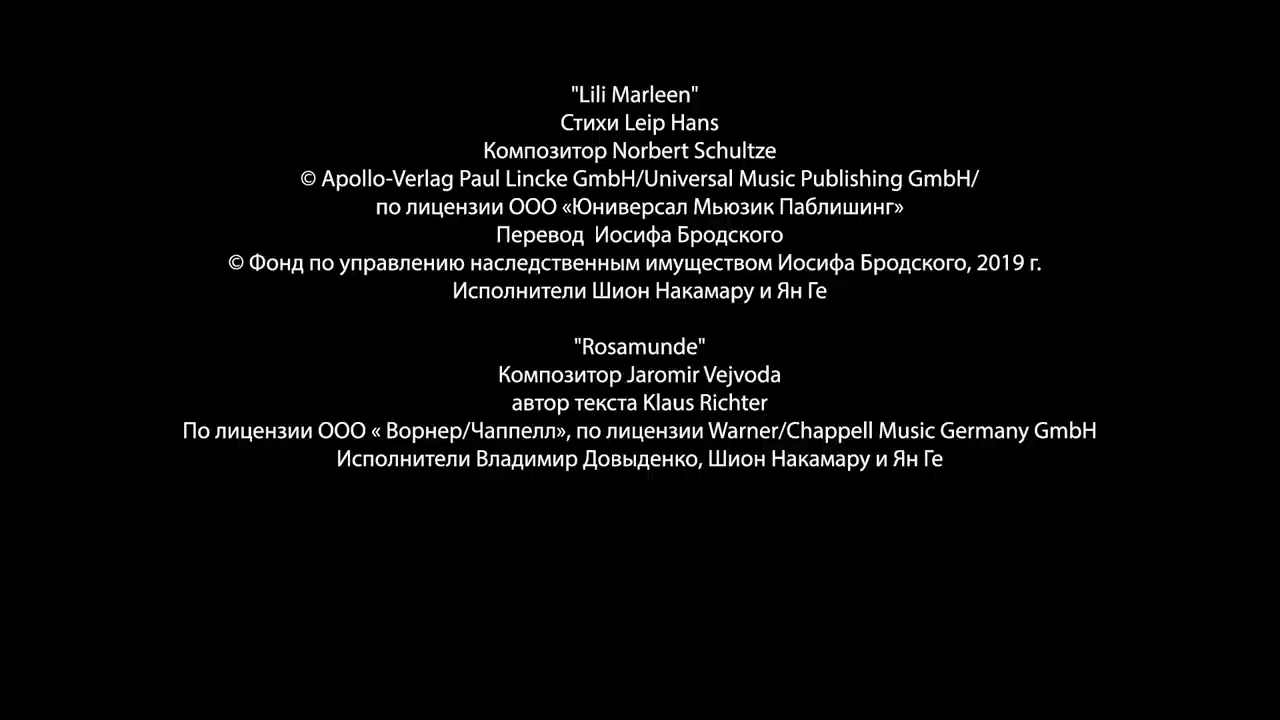 "Lili Marleen"
Стихи Leip Hans
Композитор Norbert Schultze
© Apollo-Verlag Paul Lincke GmbH/Universal Music Publishing GmbH/
по лицензии ООО «Юниверсал Мьюзик Паблишинг»
Перевод  Иосифа Бродского
© Фонд по управлению наследственным имуществом Иосифа Бродского, 2019 г.
Исполнители Шион Накамару и Ян Ге
"Rosamunde"
Композитор Jaromir Vejvoda
автор текста Klaus Richter
По лицензии ООО « Ворнер/Чаппелл», по лицензии Warner/Chappell Music Germany GmbH
Исполнители Владимир Довыденко, Шион Накамару и Ян Ге